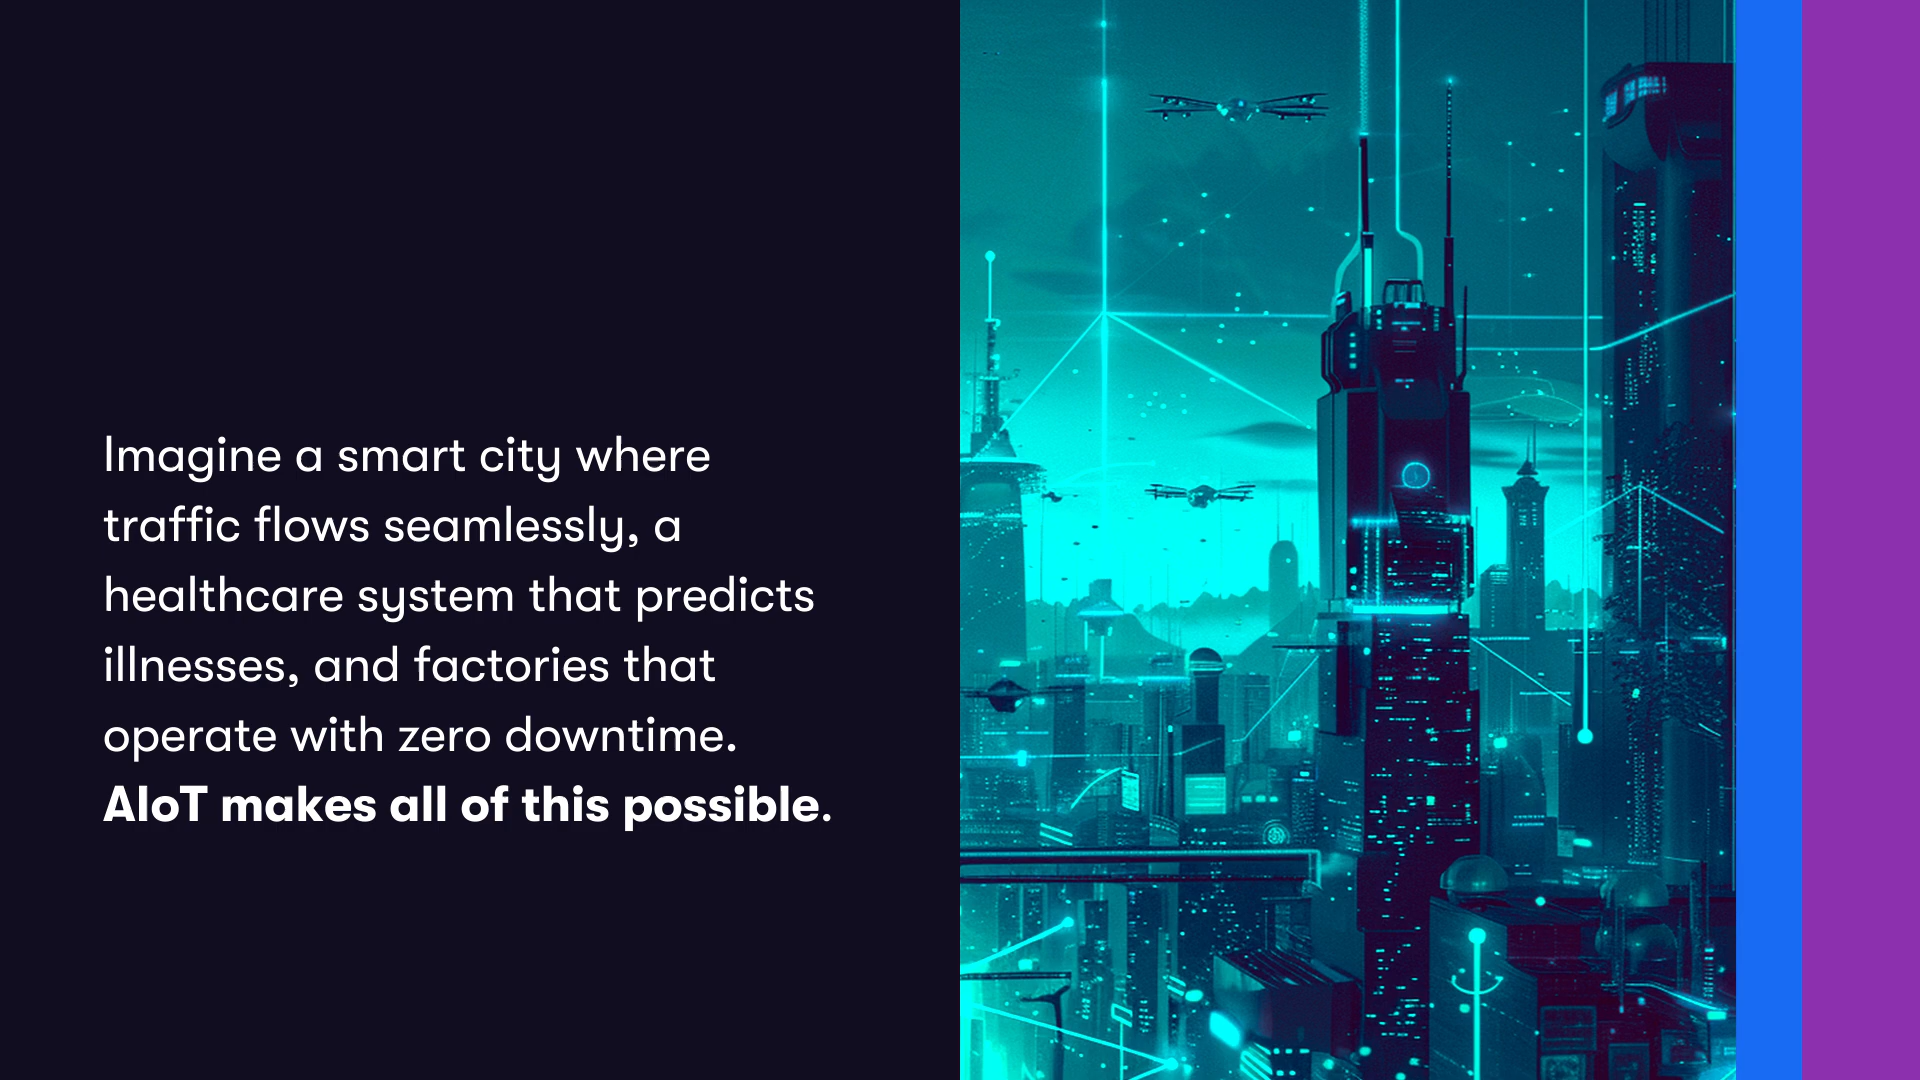 Imagine a smart city where
traffic flows seamlessly, a
healthcare system that predicts
illnesses, and factories that
operate with zero downtime.
AIoT makes all of this possible.